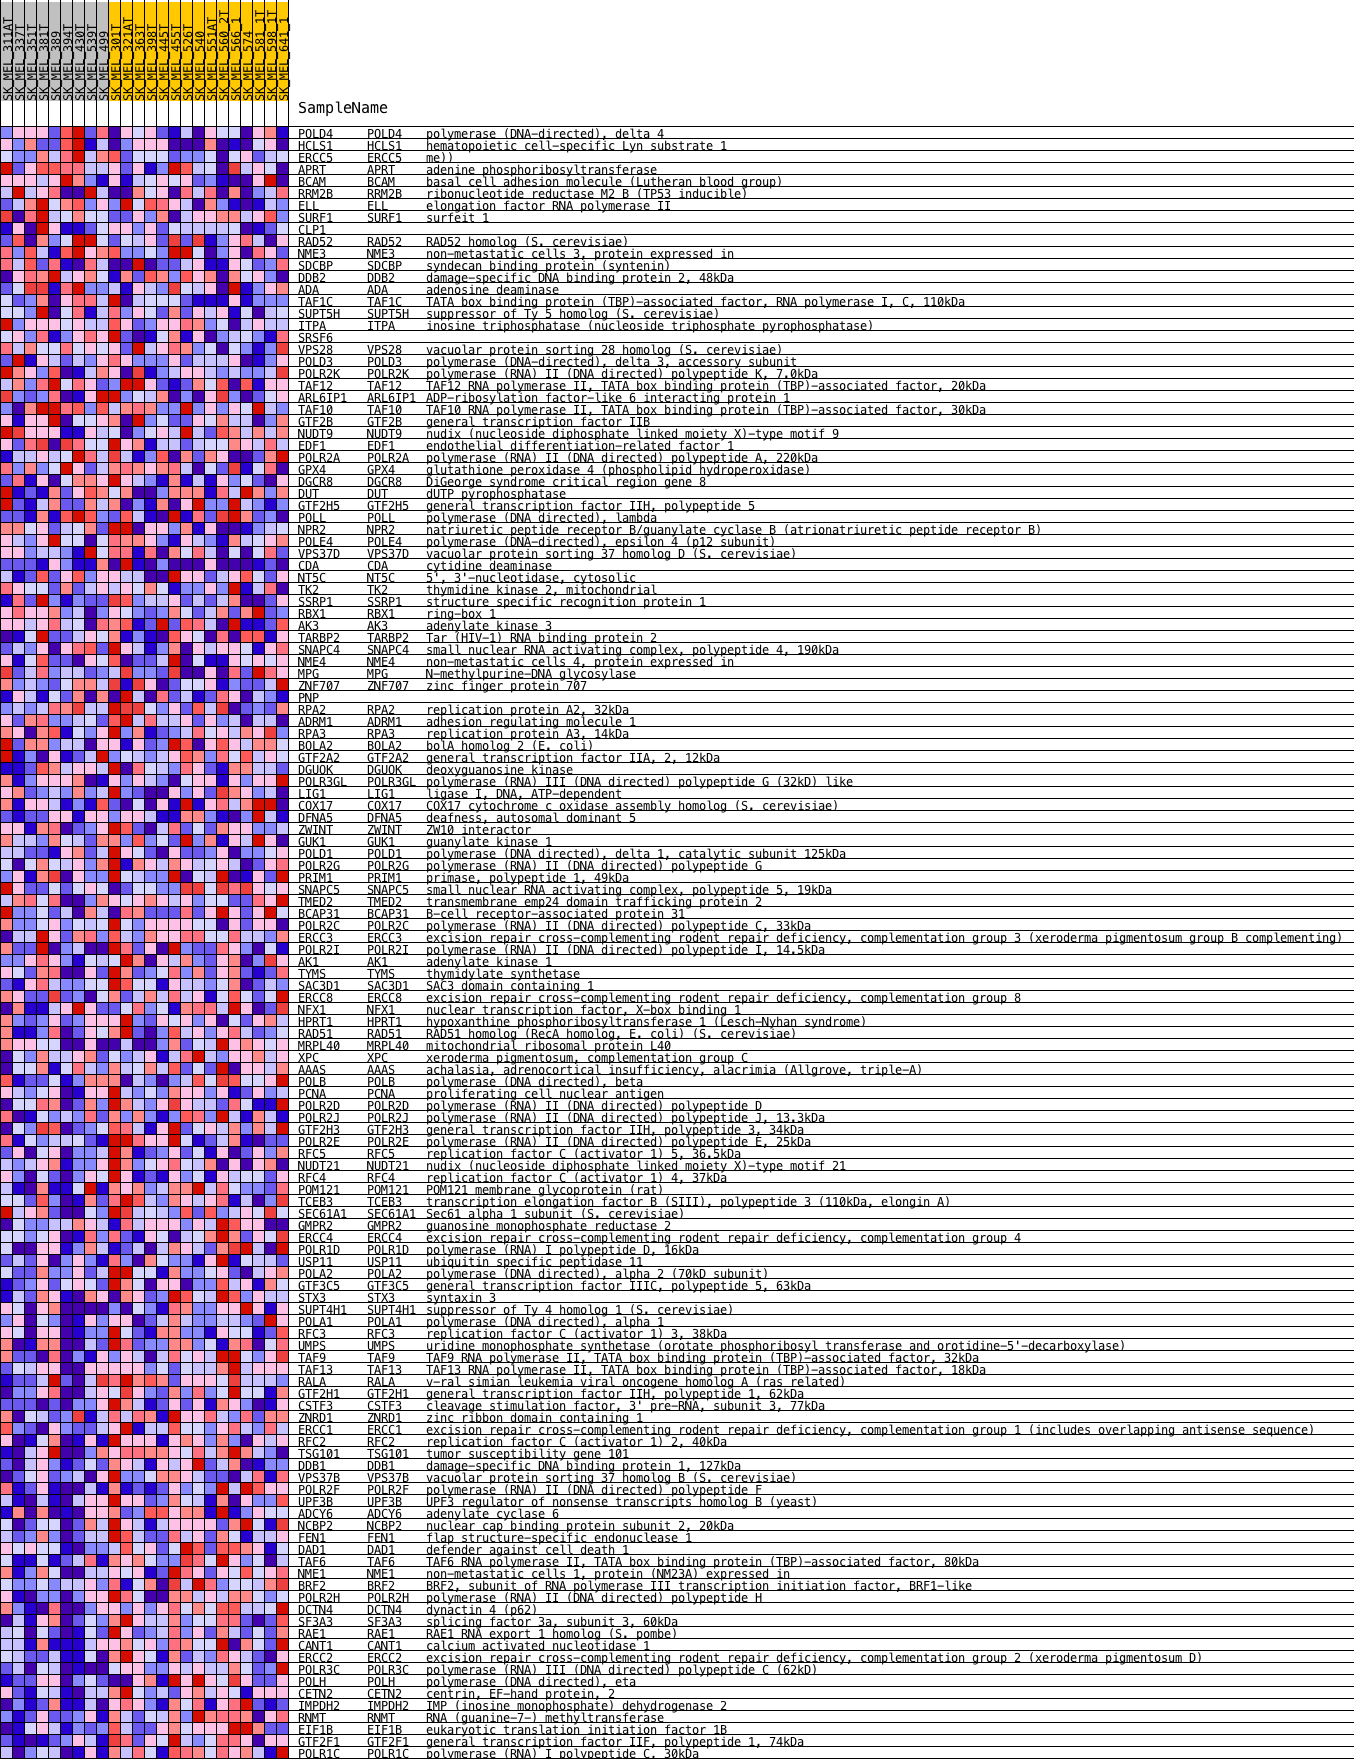 SK_MEL_311AT
SK_MEL_337T
SK_MEL_351T
SK_MEL_381T
SK_MEL_389
SK_MEL_394T
SK_MEL_430T
SK_MEL_539T
SK_MEL_499
SK_MEL_301T
SK_MEL_321AT
SK_MEL_363T
SK_MEL_398T
SK_MEL_445T
SK_MEL_455T
SK_MEL_526T
SK_MEL_540
SK_MEL_551AT
SK_MEL_560_2T
SK_MEL_566_1
SK_MEL_574
SK_MEL_581_1T
SK_MEL_598_1T
SK_MEL_641_1
SampleName
POLD4 POLD4 polymerase (DNA-directed), delta 4
HCLS1 HCLS1 hematopoietic cell-specific Lyn substrate 1
ERCC5 ERCC5 me))
APRT APRT adenine phosphoribosyltransferase
BCAM BCAM basal cell adhesion molecule (Lutheran blood group)
RRM2B RRM2B ribonucleotide reductase M2 B (TP53 inducible)
ELL ELL elongation factor RNA polymerase II
SURF1 SURF1 surfeit 1
CLP1
RAD52 RAD52 RAD52 homolog (S. cerevisiae)
NME3 NME3 non-metastatic cells 3, protein expressed in
SDCBP SDCBP syndecan binding protein (syntenin)
DDB2 DDB2 damage-specific DNA binding protein 2, 48kDa
ADA ADA adenosine deaminase
TAF1C TAF1C TATA box binding protein (TBP)-associated factor, RNA polymerase I, C, 110kDa
SUPT5H SUPT5H suppressor of Ty 5 homolog (S. cerevisiae)
ITPA ITPA inosine triphosphatase (nucleoside triphosphate pyrophosphatase)
SRSF6
VPS28 VPS28 vacuolar protein sorting 28 homolog (S. cerevisiae)
POLD3 POLD3 polymerase (DNA-directed), delta 3, accessory subunit
POLR2K POLR2K polymerase (RNA) II (DNA directed) polypeptide K, 7.0kDa
TAF12 TAF12 TAF12 RNA polymerase II, TATA box binding protein (TBP)-associated factor, 20kDa
ARL6IP1 ARL6IP1 ADP-ribosylation factor-like 6 interacting protein 1
TAF10 TAF10 TAF10 RNA polymerase II, TATA box binding protein (TBP)-associated factor, 30kDa
GTF2B GTF2B general transcription factor IIB
NUDT9 NUDT9 nudix (nucleoside diphosphate linked moiety X)-type motif 9
EDF1 EDF1 endothelial differentiation-related factor 1
POLR2A POLR2A polymerase (RNA) II (DNA directed) polypeptide A, 220kDa
GPX4 GPX4 glutathione peroxidase 4 (phospholipid hydroperoxidase)
DGCR8 DGCR8 DiGeorge syndrome critical region gene 8
DUT DUT dUTP pyrophosphatase
GTF2H5 GTF2H5 general transcription factor IIH, polypeptide 5
POLL POLL polymerase (DNA directed), lambda
NPR2 NPR2 natriuretic peptide receptor B/guanylate cyclase B (atrionatriuretic peptide receptor B)
POLE4 POLE4 polymerase (DNA-directed), epsilon 4 (p12 subunit)
VPS37D VPS37D vacuolar protein sorting 37 homolog D (S. cerevisiae)
CDA CDA cytidine deaminase
NT5C NT5C 5', 3'-nucleotidase, cytosolic
TK2 TK2 thymidine kinase 2, mitochondrial
SSRP1 SSRP1 structure specific recognition protein 1
RBX1 RBX1 ring-box 1
AK3 AK3 adenylate kinase 3
TARBP2 TARBP2 Tar (HIV-1) RNA binding protein 2
SNAPC4 SNAPC4 small nuclear RNA activating complex, polypeptide 4, 190kDa
NME4 NME4 non-metastatic cells 4, protein expressed in
MPG MPG N-methylpurine-DNA glycosylase
ZNF707 ZNF707 zinc finger protein 707
PNP
RPA2 RPA2 replication protein A2, 32kDa
ADRM1 ADRM1 adhesion regulating molecule 1
RPA3 RPA3 replication protein A3, 14kDa
BOLA2 BOLA2 bolA homolog 2 (E. coli)
GTF2A2 GTF2A2 general transcription factor IIA, 2, 12kDa
DGUOK DGUOK deoxyguanosine kinase
POLR3GL POLR3GL polymerase (RNA) III (DNA directed) polypeptide G (32kD) like
LIG1 LIG1 ligase I, DNA, ATP-dependent
COX17 COX17 COX17 cytochrome c oxidase assembly homolog (S. cerevisiae)
DFNA5 DFNA5 deafness, autosomal dominant 5
ZWINT ZWINT ZW10 interactor
GUK1 GUK1 guanylate kinase 1
POLD1 POLD1 polymerase (DNA directed), delta 1, catalytic subunit 125kDa
POLR2G POLR2G polymerase (RNA) II (DNA directed) polypeptide G
PRIM1 PRIM1 primase, polypeptide 1, 49kDa
SNAPC5 SNAPC5 small nuclear RNA activating complex, polypeptide 5, 19kDa
TMED2 TMED2 transmembrane emp24 domain trafficking protein 2
BCAP31 BCAP31 B-cell receptor-associated protein 31
POLR2C POLR2C polymerase (RNA) II (DNA directed) polypeptide C, 33kDa
ERCC3 ERCC3 excision repair cross-complementing rodent repair deficiency, complementation group 3 (xeroderma pigmentosum group B complementing)
POLR2I POLR2I polymerase (RNA) II (DNA directed) polypeptide I, 14.5kDa
AK1 AK1 adenylate kinase 1
TYMS TYMS thymidylate synthetase
SAC3D1 SAC3D1 SAC3 domain containing 1
ERCC8 ERCC8 excision repair cross-complementing rodent repair deficiency, complementation group 8
NFX1 NFX1 nuclear transcription factor, X-box binding 1
HPRT1 HPRT1 hypoxanthine phosphoribosyltransferase 1 (Lesch-Nyhan syndrome)
RAD51 RAD51 RAD51 homolog (RecA homolog, E. coli) (S. cerevisiae)
MRPL40 MRPL40 mitochondrial ribosomal protein L40
XPC XPC xeroderma pigmentosum, complementation group C
AAAS AAAS achalasia, adrenocortical insufficiency, alacrimia (Allgrove, triple-A)
POLB POLB polymerase (DNA directed), beta
PCNA PCNA proliferating cell nuclear antigen
POLR2D POLR2D polymerase (RNA) II (DNA directed) polypeptide D
POLR2J POLR2J polymerase (RNA) II (DNA directed) polypeptide J, 13.3kDa
GTF2H3 GTF2H3 general transcription factor IIH, polypeptide 3, 34kDa
POLR2E POLR2E polymerase (RNA) II (DNA directed) polypeptide E, 25kDa
RFC5 RFC5 replication factor C (activator 1) 5, 36.5kDa
NUDT21 NUDT21 nudix (nucleoside diphosphate linked moiety X)-type motif 21
RFC4 RFC4 replication factor C (activator 1) 4, 37kDa
POM121 POM121 POM121 membrane glycoprotein (rat)
TCEB3 TCEB3 transcription elongation factor B (SIII), polypeptide 3 (110kDa, elongin A)
SEC61A1 SEC61A1 Sec61 alpha 1 subunit (S. cerevisiae)
GMPR2 GMPR2 guanosine monophosphate reductase 2
ERCC4 ERCC4 excision repair cross-complementing rodent repair deficiency, complementation group 4
POLR1D POLR1D polymerase (RNA) I polypeptide D, 16kDa
USP11 USP11 ubiquitin specific peptidase 11
POLA2 POLA2 polymerase (DNA directed), alpha 2 (70kD subunit)
GTF3C5 GTF3C5 general transcription factor IIIC, polypeptide 5, 63kDa
STX3 STX3 syntaxin 3
SUPT4H1 SUPT4H1 suppressor of Ty 4 homolog 1 (S. cerevisiae)
POLA1 POLA1 polymerase (DNA directed), alpha 1
RFC3 RFC3 replication factor C (activator 1) 3, 38kDa
UMPS UMPS uridine monophosphate synthetase (orotate phosphoribosyl transferase and orotidine-5'-decarboxylase)
TAF9 TAF9 TAF9 RNA polymerase II, TATA box binding protein (TBP)-associated factor, 32kDa
TAF13 TAF13 TAF13 RNA polymerase II, TATA box binding protein (TBP)-associated factor, 18kDa
RALA RALA v-ral simian leukemia viral oncogene homolog A (ras related)
GTF2H1 GTF2H1 general transcription factor IIH, polypeptide 1, 62kDa
CSTF3 CSTF3 cleavage stimulation factor, 3' pre-RNA, subunit 3, 77kDa
ZNRD1 ZNRD1 zinc ribbon domain containing 1
ERCC1 ERCC1 excision repair cross-complementing rodent repair deficiency, complementation group 1 (includes overlapping antisense sequence)
RFC2 RFC2 replication factor C (activator 1) 2, 40kDa
TSG101 TSG101 tumor susceptibility gene 101
DDB1 DDB1 damage-specific DNA binding protein 1, 127kDa
VPS37B VPS37B vacuolar protein sorting 37 homolog B (S. cerevisiae)
POLR2F POLR2F polymerase (RNA) II (DNA directed) polypeptide F
UPF3B UPF3B UPF3 regulator of nonsense transcripts homolog B (yeast)
ADCY6 ADCY6 adenylate cyclase 6
NCBP2 NCBP2 nuclear cap binding protein subunit 2, 20kDa
FEN1 FEN1 flap structure-specific endonuclease 1
DAD1 DAD1 defender against cell death 1
TAF6 TAF6 TAF6 RNA polymerase II, TATA box binding protein (TBP)-associated factor, 80kDa
NME1 NME1 non-metastatic cells 1, protein (NM23A) expressed in
BRF2 BRF2 BRF2, subunit of RNA polymerase III transcription initiation factor, BRF1-like
POLR2H POLR2H polymerase (RNA) II (DNA directed) polypeptide H
DCTN4 DCTN4 dynactin 4 (p62)
SF3A3 SF3A3 splicing factor 3a, subunit 3, 60kDa
RAE1 RAE1 RAE1 RNA export 1 homolog (S. pombe)
CANT1 CANT1 calcium activated nucleotidase 1
ERCC2 ERCC2 excision repair cross-complementing rodent repair deficiency, complementation group 2 (xeroderma pigmentosum D)
POLR3C POLR3C polymerase (RNA) III (DNA directed) polypeptide C (62kD)
POLH POLH polymerase (DNA directed), eta
CETN2 CETN2 centrin, EF-hand protein, 2
IMPDH2 IMPDH2 IMP (inosine monophosphate) dehydrogenase 2
RNMT RNMT RNA (guanine-7-) methyltransferase
EIF1B EIF1B eukaryotic translation initiation factor 1B
GTF2F1 GTF2F1 general transcription factor IIF, polypeptide 1, 74kDa
POLR1C POLR1C polymerase (RNA) I polypeptide C, 30kDa